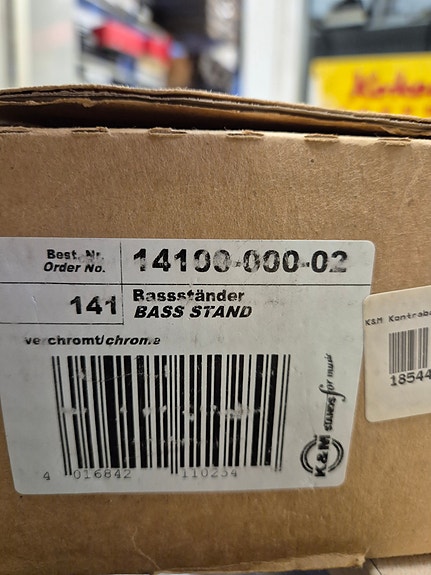 Best. Nr.
Order No.
14100-000-02
141
Bassständer
BASS STAND
verchromt/chrome
4 016842 110254
K&M STANDS for music
K&M Kontraba
18544